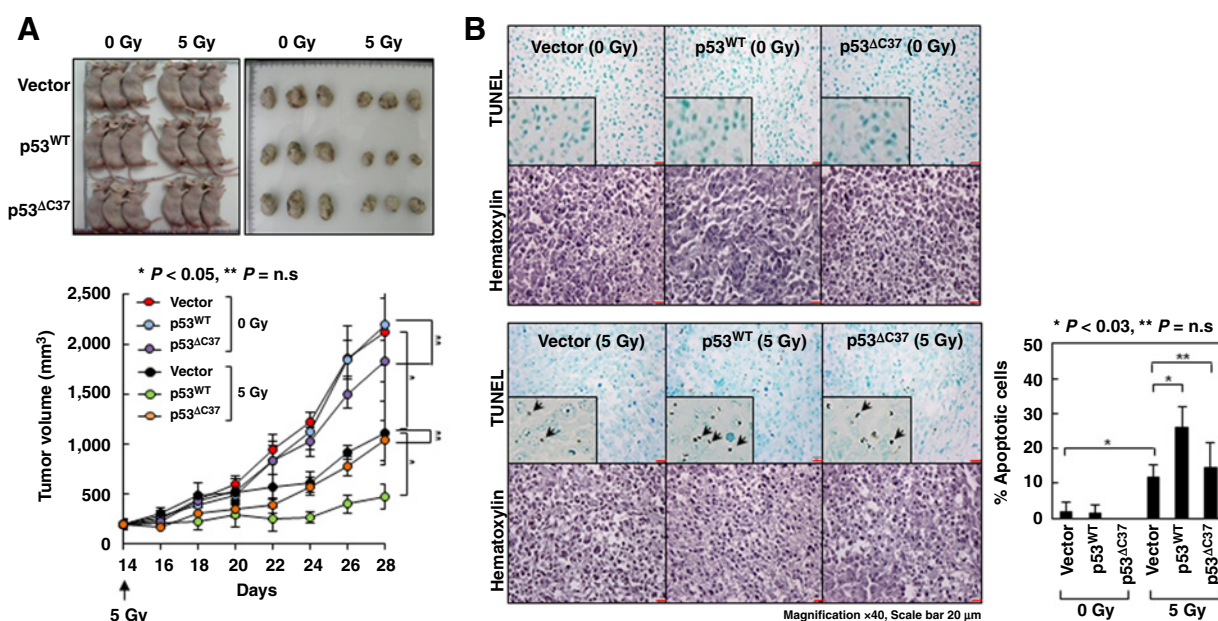 A
0 Gy 5 Gy 0 Gy 5 Gy
Vector
p53WT
p53ΔC37
* P < 0.05, ** P = n.s
Tumor volume (mm3)
2,500
2,000
1,500
1,000
500
0
Vector
p53WT
p53ΔC37
0 Gy
Vector
p53WT
p53ΔC37
5 Gy
**
*
**
*
14 16 18 20 22 24 26 28
Days
5 Gy
B
TUNEL
Vector (0 Gy) p53WT (0 Gy) p53ΔC37 (0 Gy)
Hematoxylin
TUNEL
Vector (5 Gy) p53WT (5 Gy) p53ΔC37 (5 Gy)
Hematoxylin
Magnification ×40, Scale bar 20 μm
* P < 0.03, ** P = n.s
% Apoptotic cells
50
40
30
20
10
0
*
*
**
Vector p53WT p53ΔC37 Vector p53WT p53ΔC37
0 Gy 5 Gy